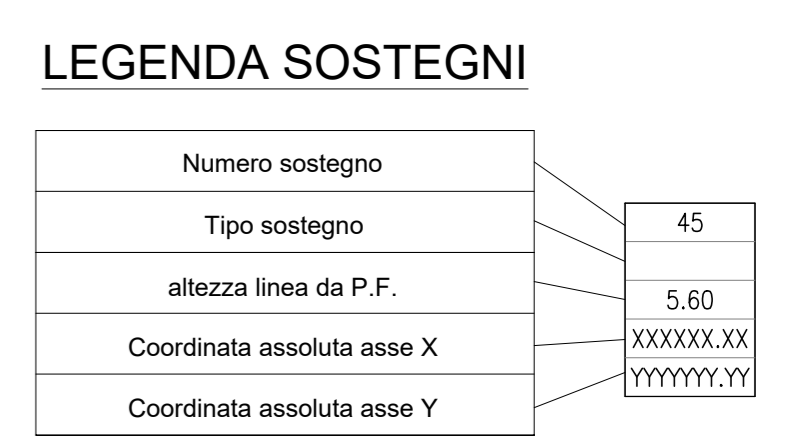 LEGENDA SOSTEGNI
Numero sostegno
Tipo sostegno
altezza linea da P.F.
Coordinata assoluta asse X
Coordinata assoluta asse Y
45
5.60
XXXXXX.XX
YYYYYYY.YY